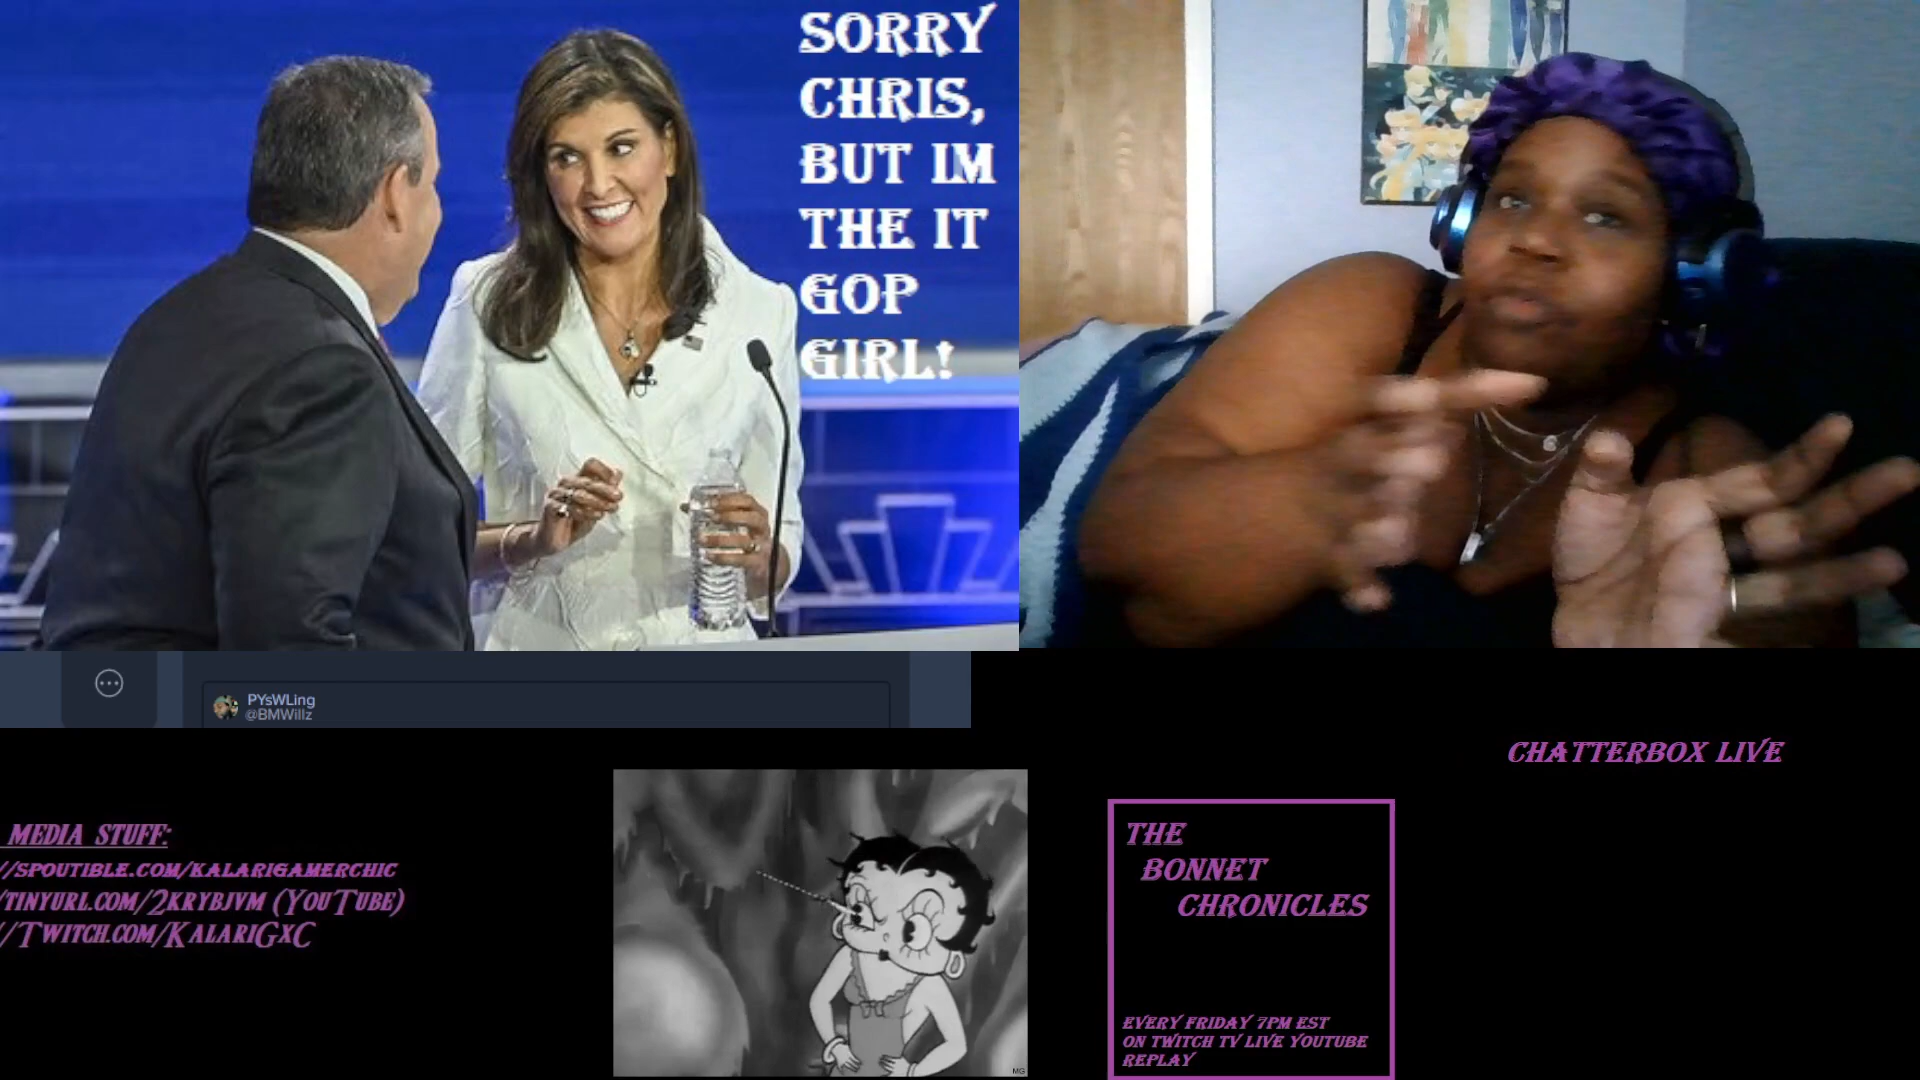 SORRY
CHRIS,
BUT IM
THE IT
GOP
GIRL!
PYsWLing
@BMWillz
CHATTERBOX LIVE
MEDIA STUFF:
//SPOUTIBLE.COM/KALARIGAMERCHIC
/TINYURL.COM/2KRYBJVM (YOUTUBE)
//TWITCH.COM/KALARIGXC
THE
BONNET
CHRONICLES
EVERY FRIDAY 7PM EST
ON TWITCH TV LIVE YOUTUBE
REPLAY
MG